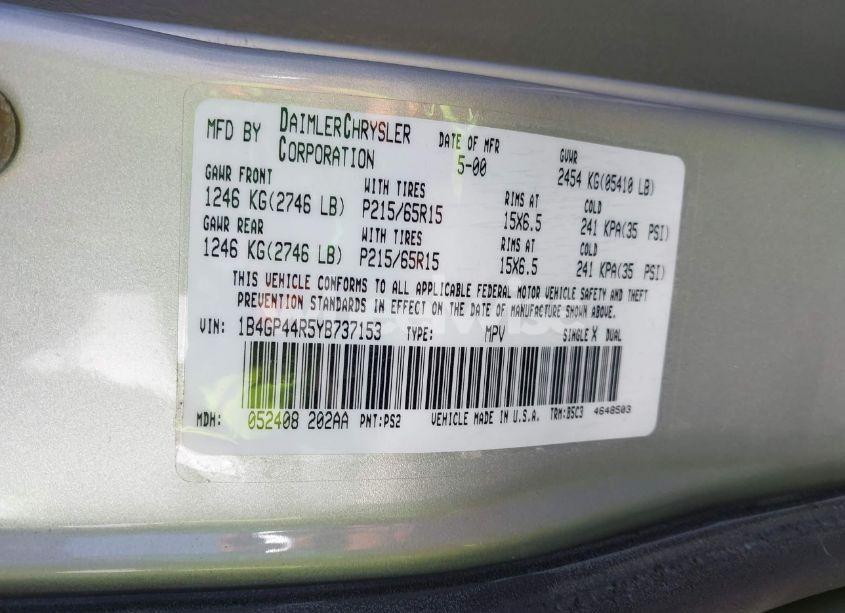 MFD BY DAIMLERCHRYSLER CORPORATION DATE OF MFR 5-00 GVWR 2454 KG(05410 LB)
GAWR FRONT WITH TIRES RIMS AT COLD
1246 KG(2746 LB) P215/65R15 15X6.5 241 KPA(35 PSI)
GAWR REAR WITH TIRES RIMS AT COLD
1246 KG(2746 LB) P215/65R15 15X6.5 241 KPA(35 PSI)
THIS VEHICLE CONFORMS TO ALL APPLICABLE FEDERAL MOTOR VEHICLE SAFETY AND THEFT
PREVENTION STANDARDS IN EFFECT ON THE DATE OF MANUFACTURE SHOWN ABOVE.
VIN: 1B4GP44R5YB737153 TYPE: MPV SINGLE X DUAL
MDH: 052408 202AA PNT:PS2 VEHICLE MADE IN U.S.A. TRM:B5C3 4648503